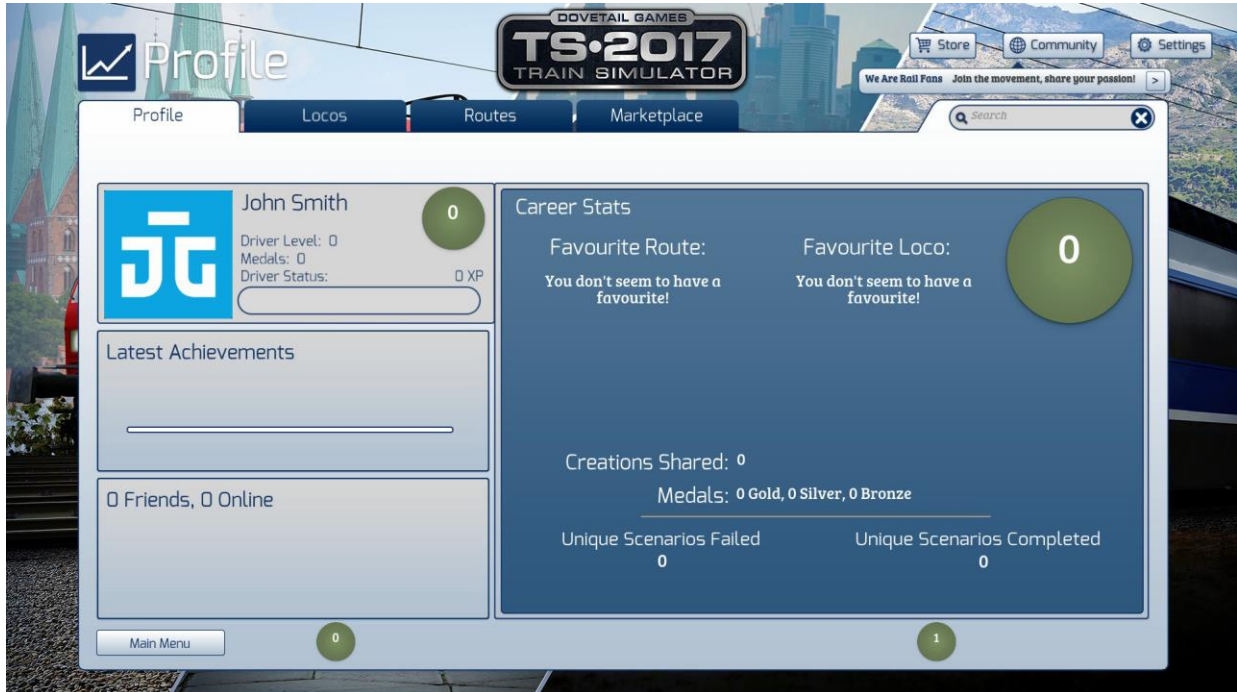 DOVETAIL GAMES
TS•2017
TRAIN SIMULATOR
Profile
Store
Community
Settings
We Are Rail Fans Join the movement, share your passion! >
Profile
Locos
Routes
Marketplace
Search
John Smith
0
Driver Level: 0
Medals: 0
Driver Status: 0 XP
Latest Achievements
0 Friends, 0 Online
Career Stats
0
Favourite Route:
You don't seem to have a
favourite!
Favourite Loco:
You don't seem to have a
favourite!
Creations Shared: 0
Medals: 0 Gold, 0 Silver, 0 Bronze
Unique Scenarios Failed
0
Unique Scenarios Completed
0
Main Menu
0
1